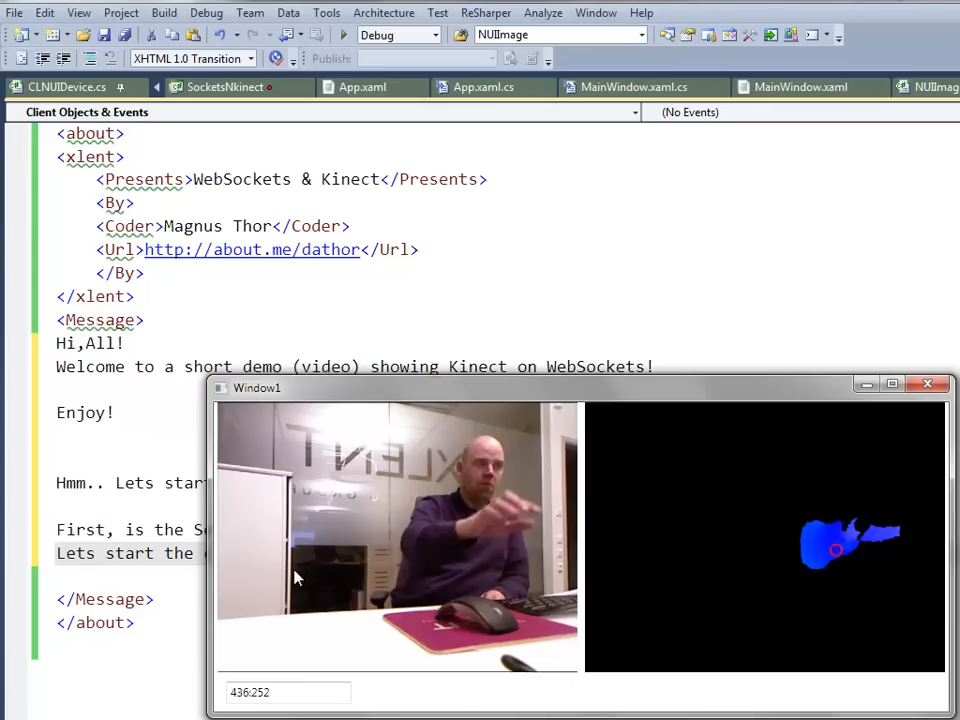 File Edit View Project Build Debug Team Data Tools Architecture Test ReSharper Analyze Window Help
Debug NUIImage
XHTML 1.0 Transition Publish:
CLNUIDevice.cs SocketsNkinect App.xaml App.xaml.cs MainWindow.xaml.cs MainWindow.xaml
Client Objects & Events (No Events)
<about>
<xlent>
<Presents>WebSockets & Kinect</Presents>
<By>
<Coder>Magnus Thor</Coder>
<Url>http://about.me/dathor</Url>
</By>
</xlent>
<Message>
Hi,All!
Welcome to a short demo (video) showing Kinect on WebSockets!
Enjoy!
Hmm.. Lets star
First, is the
Lets start the
</Message>
</about>
Window1
XLENT
436:252